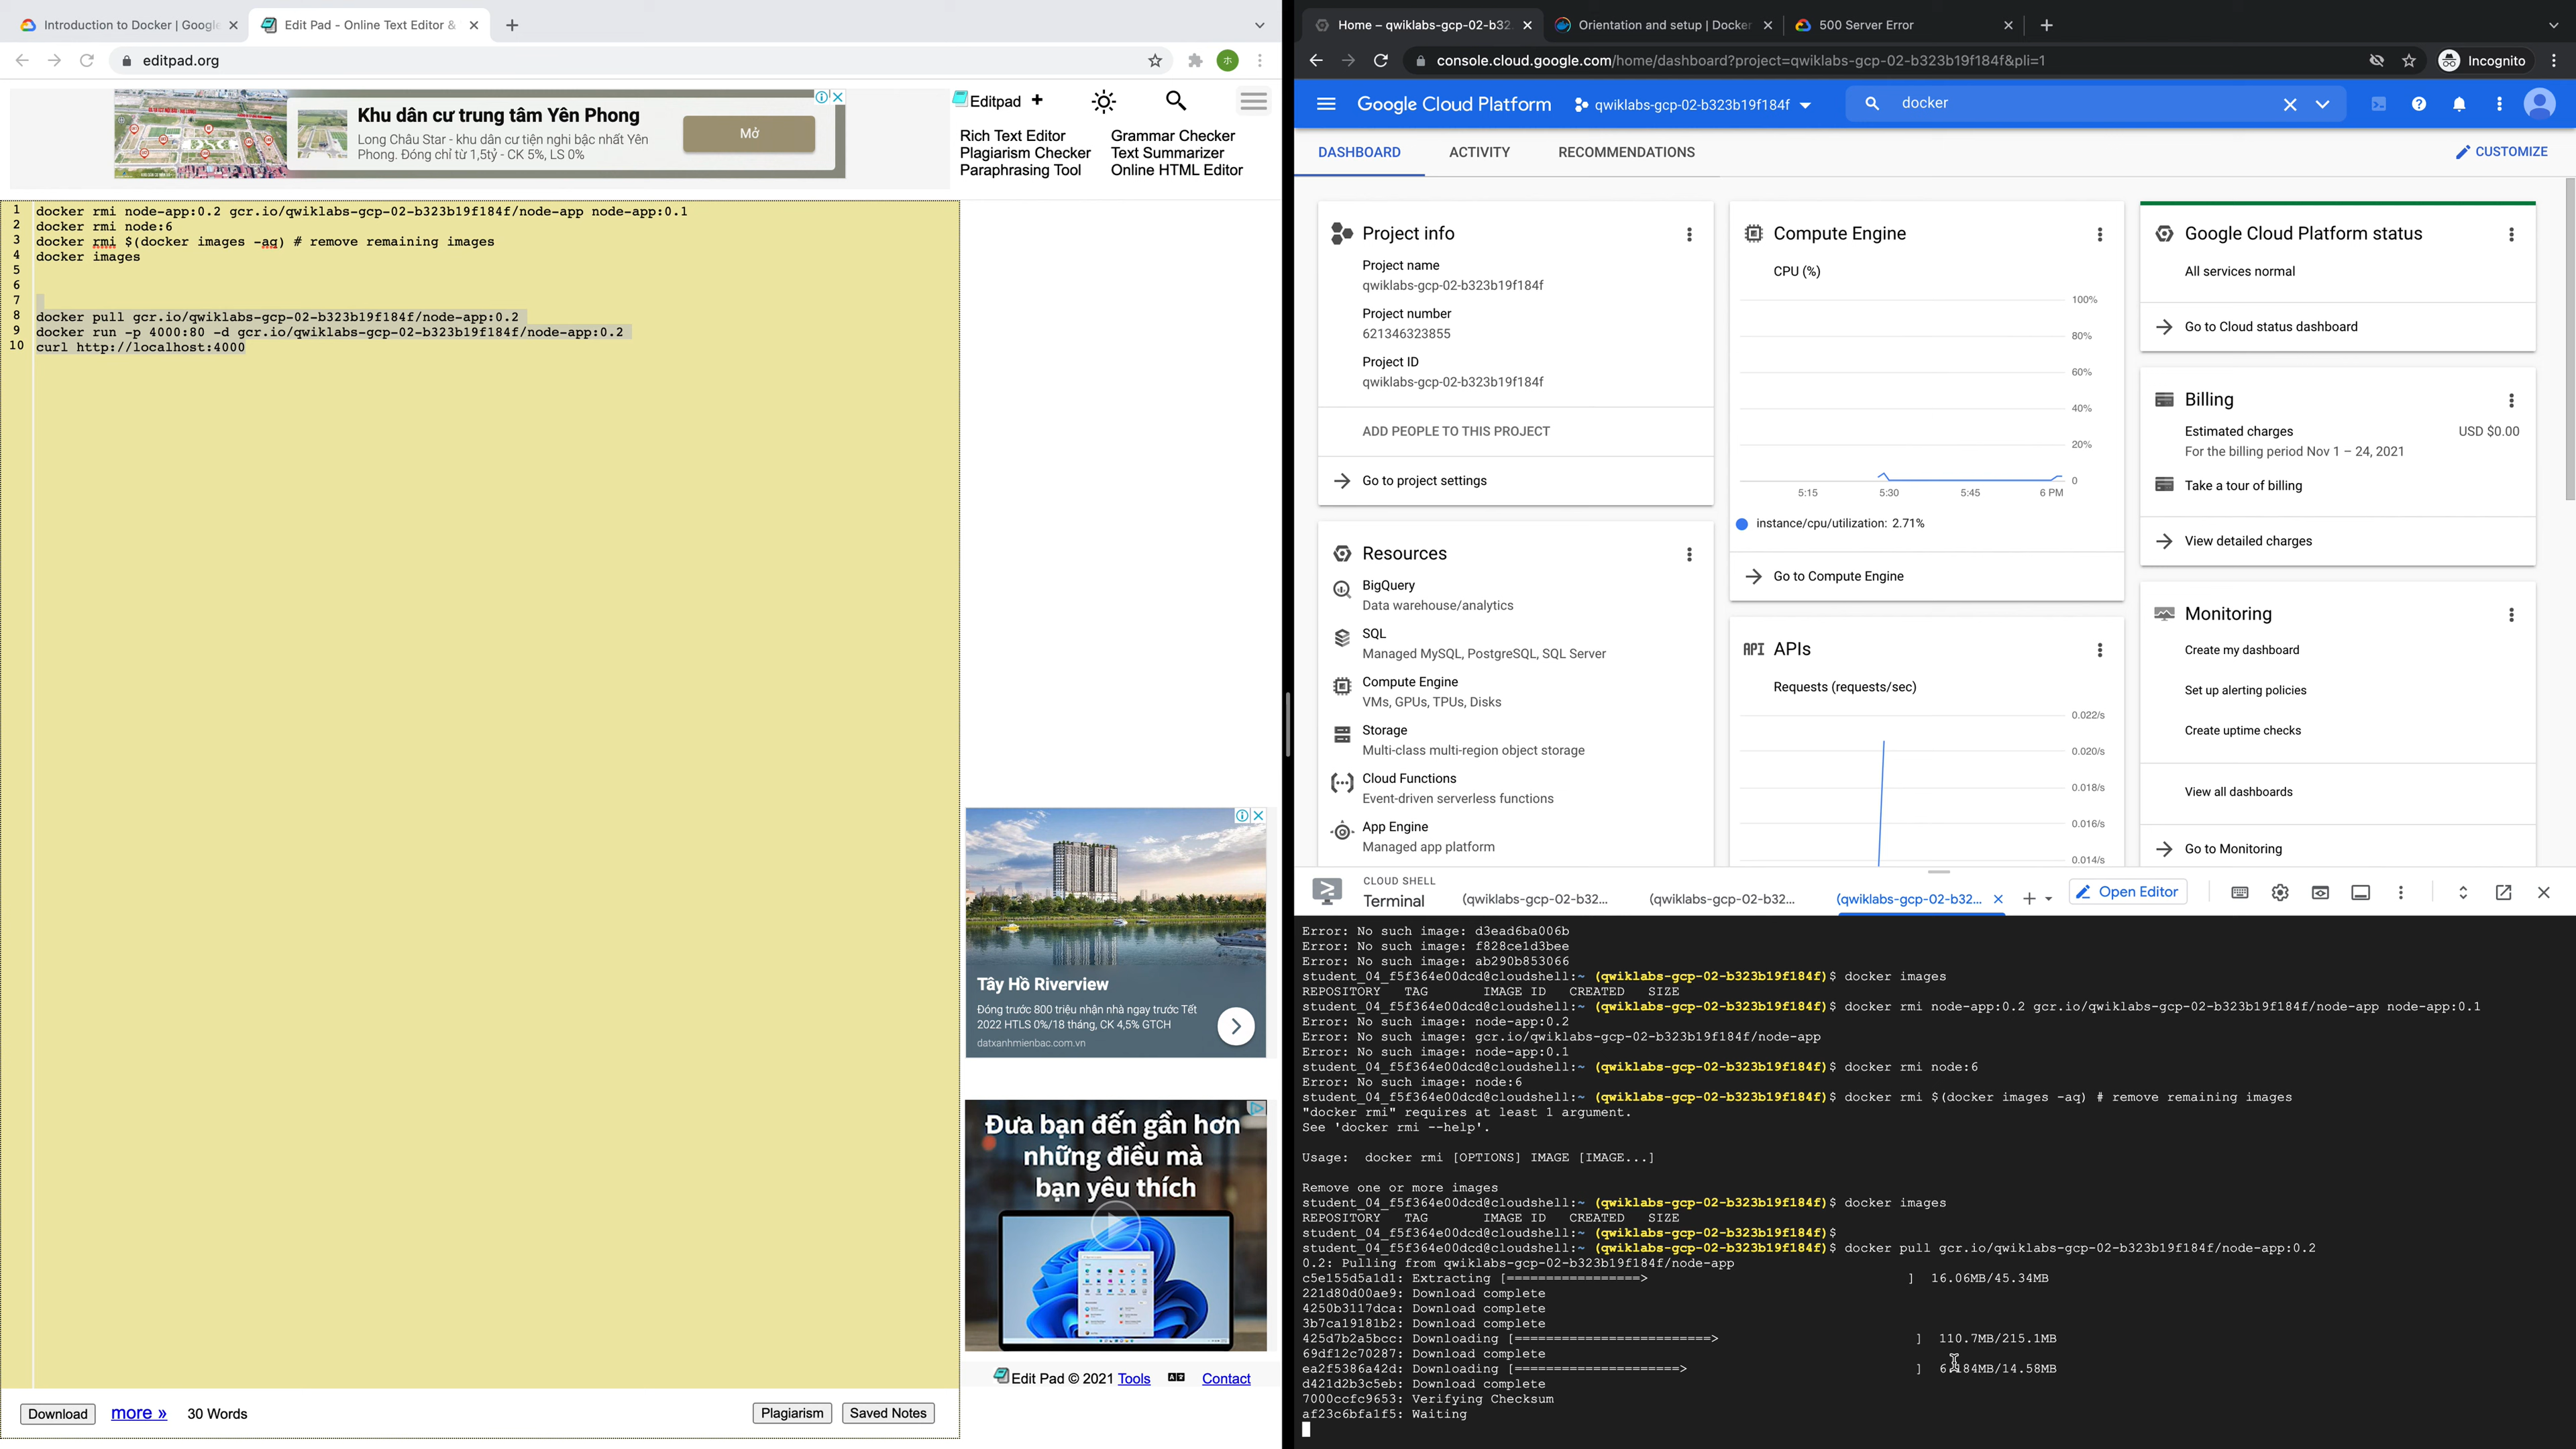 Introduction to Docker | Google
Edit Pad - Online Text Editor &
editpad.org
Khu dân cư trung tâm Yên Phong
Long Châu Star - khu dân cư tiện nghi bậc nhất Yên
Phong. Đóng chỉ từ 1,5tỷ - CK 5%, LS 0%
Mở
Editpad
Rich Text Editor
Plagiarism Checker
Paraphrasing Tool
Grammar Checker
Text Summarizer
Online HTML Editor
1 docker rmi node-app:0.2 gcr.io/qwiklabs-gcp-02-b323b19f184f/node-app node-app:0.1
2 docker rmi node:6
3 docker rmi $(docker images -aq) # remove remaining images
4 docker images
5
6
7
8 docker pull gcr.io/qwiklabs-gcp-02-b323b19f184f/node-app:0.2
9 docker run -p 4000:80 -d gcr.io/qwiklabs-gcp-02-b323b19f184f/node-app:0.2
10 curl http://localhost:4000
Tây Hồ Riverview
Đóng trước 800 triệu nhận nhà ngay trước Tết
2022 HTLS 0%/18 tháng, CK 4,5% GTCH
datxanhmienbac.com.vn
Đưa bạn đến gần hơn
những điều mà
bạn yêu thích
Edit Pad © 2021 Tools
Contact
Download
more »
30 Words
Plagiarism
Saved Notes
Home – qwiklabs-gcp-02-b32
Orientation and setup | Docker
500 Server Error
console.cloud.google.com/home/dashboard?project=qwiklabs-gcp-02-b323b19f184f&pli=1
Incognito
Google Cloud Platform
qwiklabs-gcp-02-b323b19f184f
docker
DASHBOARD
ACTIVITY
RECOMMENDATIONS
CUSTOMIZE
Project info
Project name
qwiklabs-gcp-02-b323b19f184f
Project number
621346323855
Project ID
qwiklabs-gcp-02-b323b19f184f
ADD PEOPLE TO THIS PROJECT
Go to project settings
Resources
BigQuery
Data warehouse/analytics
SQL
Managed MySQL, PostgreSQL, SQL Server
Compute Engine
VMs, GPUs, TPUs, Disks
Storage
Multi-class multi-region object storage
Cloud Functions
Event-driven serverless functions
App Engine
Managed app platform
Compute Engine
CPU (%)
100%
80%
60%
40%
20%
0
5:15 5:30 5:45 6 PM
instance/cpu/utilization: 2.71%
Go to Compute Engine
API APIs
Requests (requests/sec)
0.022/s
0.020/s
0.018/s
0.016/s
0.014/s
Google Cloud Platform status
All services normal
Go to Cloud status dashboard
Billing
Estimated charges USD $0.00
For the billing period Nov 1 – 24, 2021
Take a tour of billing
View detailed charges
Monitoring
Create my dashboard
Set up alerting policies
Create uptime checks
View all dashboards
Go to Monitoring
CLOUD SHELL
Terminal
(qwiklabs-gcp-02-b32...
(qwiklabs-gcp-02-b32...
(qwiklabs-gcp-02-b32...
Open Editor
Error: No such image: d3ead6ba006b
Error: No such image: f828ce1d3bee
Error: No such image: ab290b853066
student_04_f5f364e00dcd@cloudshell:~ (qwiklabs-gcp-02-b323b19f184f)$ docker images
REPOSITORY TAG IMAGE ID CREATED SIZE
student_04_f5f364e00dcd@cloudshell:~ (qwiklabs-gcp-02-b323b19f184f)$ docker rmi node-app:0.2 gcr.io/qwiklabs-gcp-02-b323b19f184f/node-app node-app:0.1
Error: No such image: node-app:0.2
Error: No such image: gcr.io/qwiklabs-gcp-02-b323b19f184f/node-app
Error: No such image: node-app:0.1
student_04_f5f364e00dcd@cloudshell:~ (qwiklabs-gcp-02-b323b19f184f)$ docker rmi node:6
Error: No such image: node:6
student_04_f5f364e00dcd@cloudshell:~ (qwiklabs-gcp-02-b323b19f184f)$ docker rmi $(docker images -aq) # remove remaining images
"docker rmi" requires at least 1 argument.
See 'docker rmi --help'.
Usage: docker rmi [OPTIONS] IMAGE [IMAGE...]
Remove one or more images
student_04_f5f364e00dcd@cloudshell:~ (qwiklabs-gcp-02-b323b19f184f)$ docker images
REPOSITORY TAG IMAGE ID CREATED SIZE
student_04_f5f364e00dcd@cloudshell:~ (qwiklabs-gcp-02-b323b19f184f)$
student_04_f5f364e00dcd@cloudshell:~ (qwiklabs-gcp-02-b323b19f184f)$ docker pull gcr.io/qwiklabs-gcp-02-b323b19f184f/node-app:0.2
0.2: Pulling from qwiklabs-gcp-02-b323b19f184f/node-app
c5e155d5a1d1: Extracting [=================> ] 16.06MB/45.34MB
221d80d00ae9: Download complete
4250b3117dca: Download complete
3b7ca19181b2: Download complete
425d7b2a5bcc: Downloading [=========================> ] 110.7MB/215.1MB
69df12c70287: Download complete
ea2f5386a42d: Downloading [=====================> ] 6.184MB/14.58MB
d421d2b3c5eb: Download complete
7000ccfc9653: Verifying Checksum
af23c6bfa1f5: Waiting